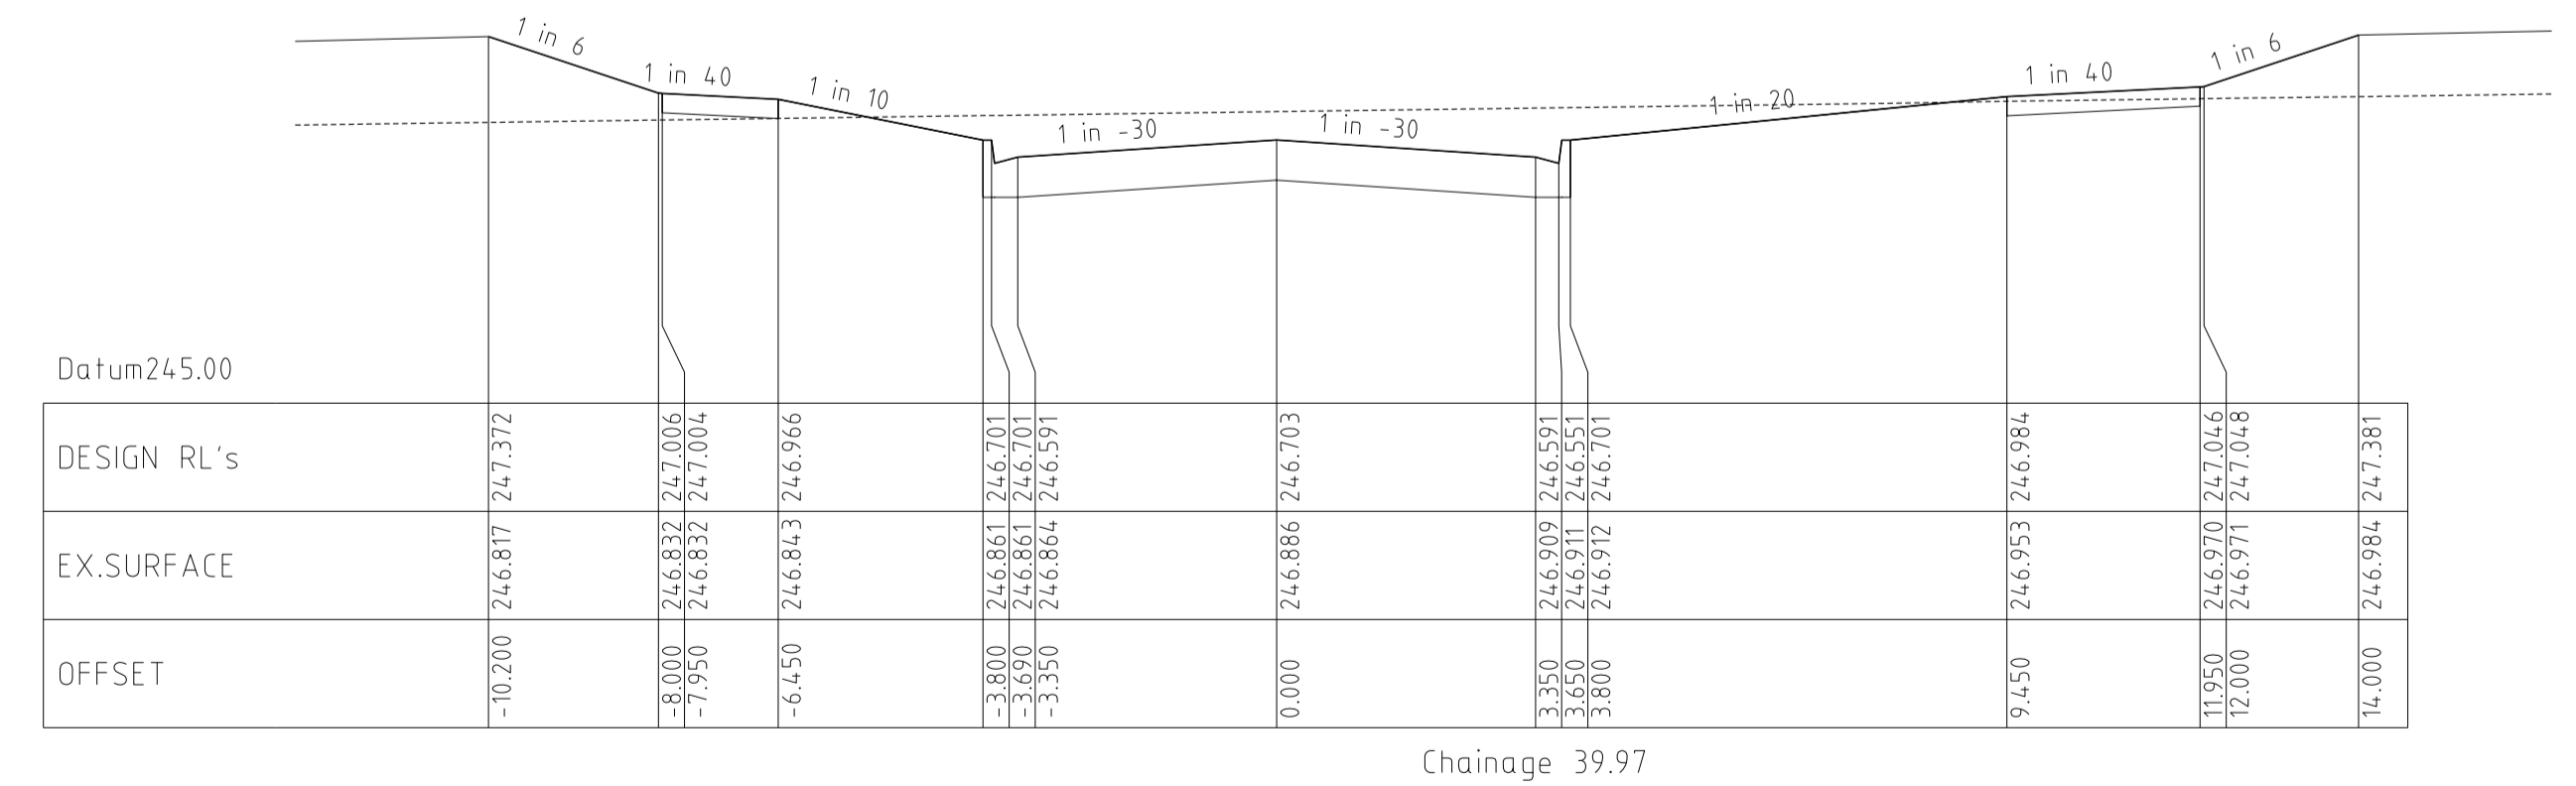 1 in 6
1 in 40
1 in 10
1 in -30
1 in -30
1 in 20
1 in 40
1 in 6
Datum245.00
DESIGN RL's 247.372 247.006 247.004 246.966 246.701 246.701 246.591 246.703 246.591 246.551 246.701 246.984 247.046 247.048 247.381
EX.SURFACE 246.817 246.832 246.832 246.843 246.861 246.861 246.864 246.886 246.909 246.911 246.912 246.953 246.970 246.971 246.984
OFFSET -10.200 -8.000 -7.950 -6.450 -3.800 -3.690 -3.350 0.000 3.350 3.650 3.800 9.450 11.950 12.000 14.000
Chainage 39.97